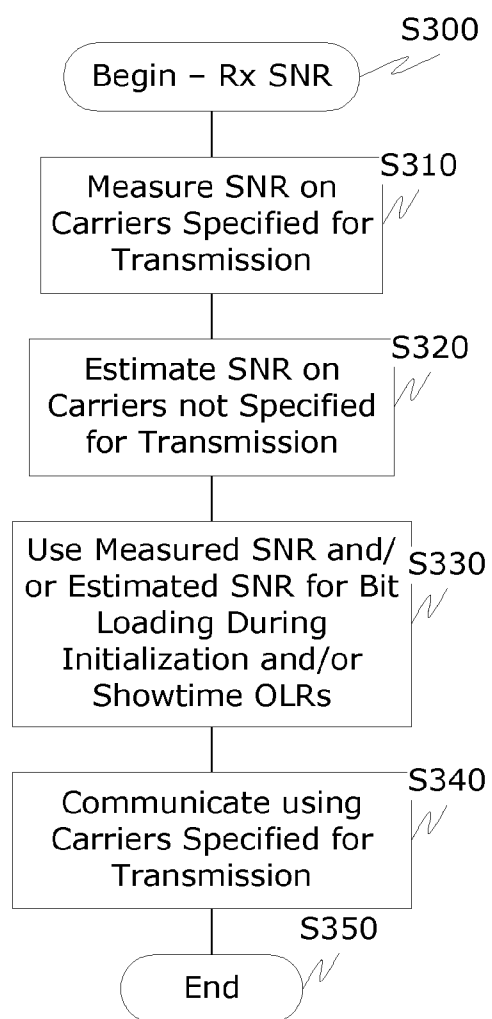 S300
Begin – Rx SNR
S310
Measure SNR on
Carriers Specified for
Transmission
S320
Estimate SNR on
Carriers not Specified
for Transmission
S330
Use Measured SNR and/
or Estimated SNR for Bit
Loading During
Initialization and/or
Showtime OLRs
S340
Communicate using
Carriers Specified for
Transmission
S350
End